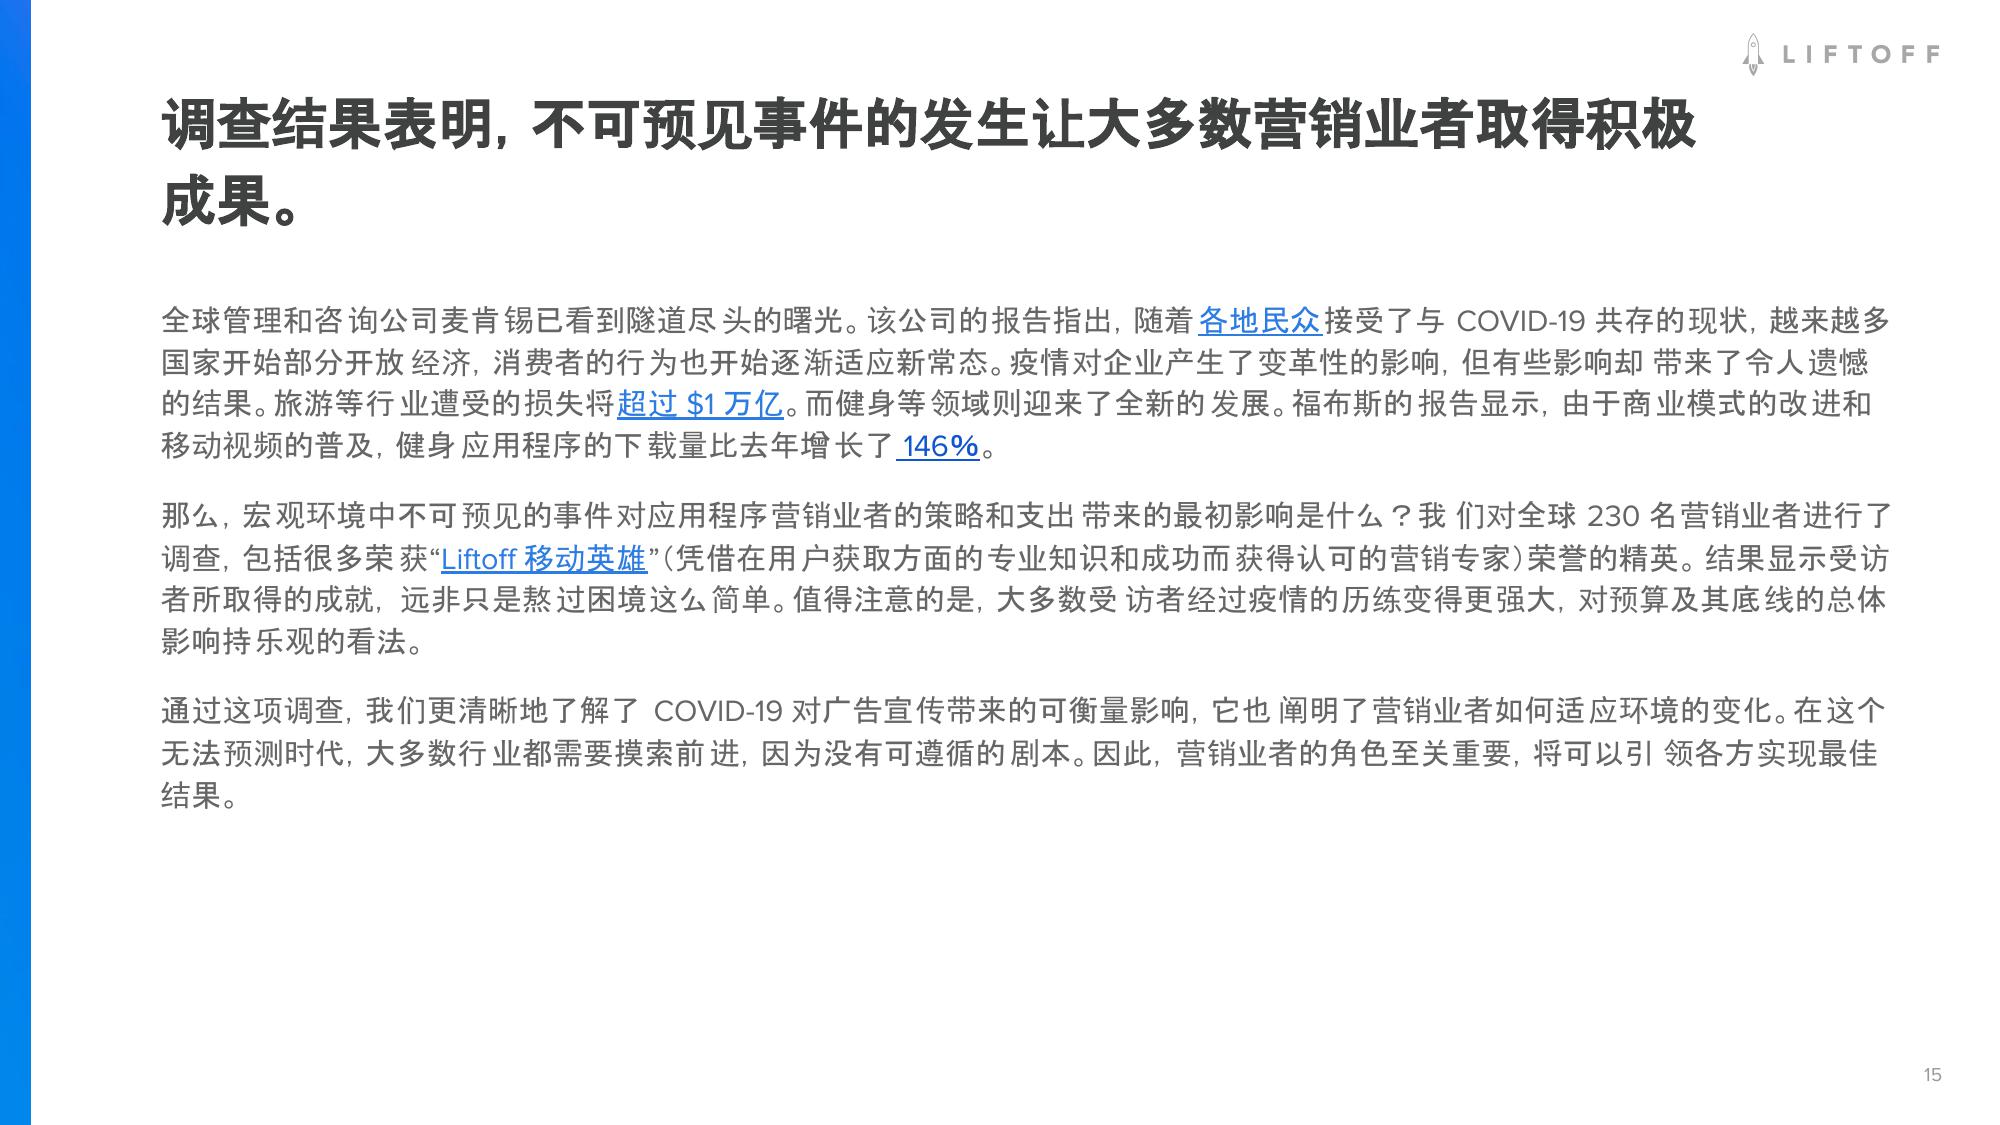 LIFTOFF
调查结果表明, 不可预见事件的发生让大多数营销业者取得积极
成果。
全球管理和咨询公司麦肯锡已看到隧道尽头的曙光。该公司的报告指出, 随着各地民众接受了与 COVID-19 共存的现状, 越来越多
国家开始部分开放经济, 消费者的行为也开始逐渐适应新常态。疫情对企业产生了变革性的影响, 但有些影响却带来了令人遗憾
的结果。旅游等行业遭受的损失将超过 $1 万亿。而健身等领域则迎来了全新的发展。福布斯的报告显示, 由于商业模式的改进和
移动视频的普及, 健身应用程序的下载量比去年增长了 146%。
那么, 宏观环境中不可预见的事件对应用程序营销业者的策略和支出带来的最初影响是什么？我们对全球 230 名营销业者进行了
调查, 包括很多荣获“Liftoff 移动英雄”（凭借在用户获取方面的专业知识和成功而获得认可的营销专家）荣誉的精英。结果显示受访
者所取得的成就, 远非只是熬过困境这么简单。值得注意的是, 大多数受访者经过疫情的历练变得更强大, 对预算及其底线的总体
影响持乐观的看法。
通过这项调查, 我们更清晰地了解了 COVID-19 对广告宣传带来的可衡量影响, 它也阐明了营销业者如何适应环境的变化。在这个
无法预测时代, 大多数行业都需要摸索前进, 因为没有可遵循的剧本。因此, 营销业者的角色至关重要, 将可以引领各方实现最佳
结果。
15